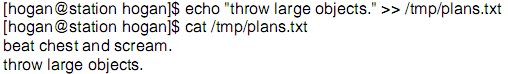 [hogan@station hogan]$ echo "throw large objects." >> /tmp/plans.txt
[hogan@station hogan]$ cat /tmp/plans.txt
beat chest and scream.
throw large objects.